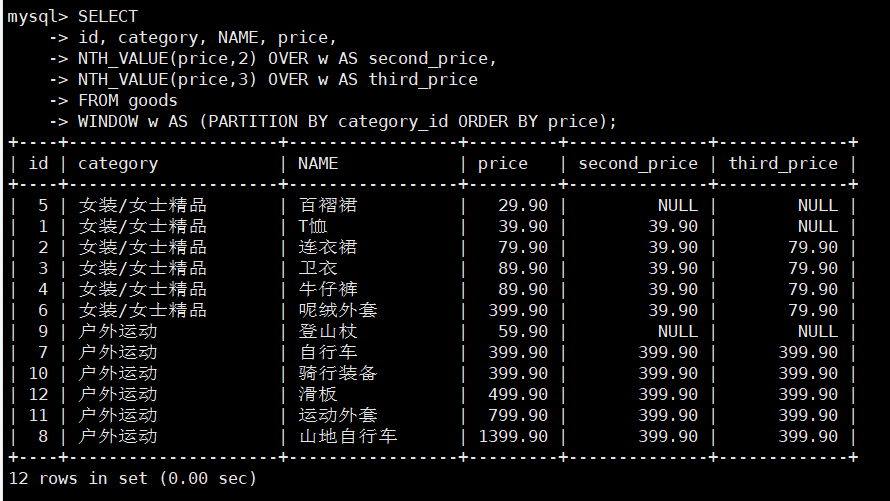 mysql> SELECT
    -> id, category, NAME, price,
    -> NTH_VALUE(price,2) OVER w AS second_price,
    -> NTH_VALUE(price,3) OVER w AS third_price
    -> FROM goods
    -> WINDOW w AS (PARTITION BY category_id ORDER BY price);
+----+---------------------+-----------------+---------+--------------+-------------+
| id | category            | NAME            | price   | second_price | third_price |
+----+---------------------+-----------------+---------+--------------+-------------+
|  5 | 女装/女士精品       | 百褶裙          |   29.90 |         NULL |        NULL |
|  1 | 女装/女士精品       | T恤             |   39.90 |        39.90 |        NULL |
|  2 | 女装/女士精品       | 连衣裙          |   79.90 |        39.90 |       79.90 |
|  3 | 女装/女士精品       | 卫衣            |   89.90 |        39.90 |       79.90 |
|  4 | 女装/女士精品       | 牛仔裤          |   89.90 |        39.90 |       79.90 |
|  6 | 女装/女士精品       | 呢绒外套        |  399.90 |        39.90 |       79.90 |
|  9 | 户外运动            | 登山杖          |   59.90 |         NULL |        NULL |
|  7 | 户外运动            | 自行车          |  399.90 |       399.90 |      399.90 |
| 10 | 户外运动            | 骑行装备        |  399.90 |       399.90 |      399.90 |
| 12 | 户外运动            | 滑板            |  499.90 |       399.90 |      399.90 |
| 11 | 户外运动            | 运动外套        |  799.90 |       399.90 |      399.90 |
|  8 | 户外运动            | 山地自行车      | 1399.90 |       399.90 |      399.90 |
+----+---------------------+-----------------+---------+--------------+-------------+
12 rows in set (0.00 sec)